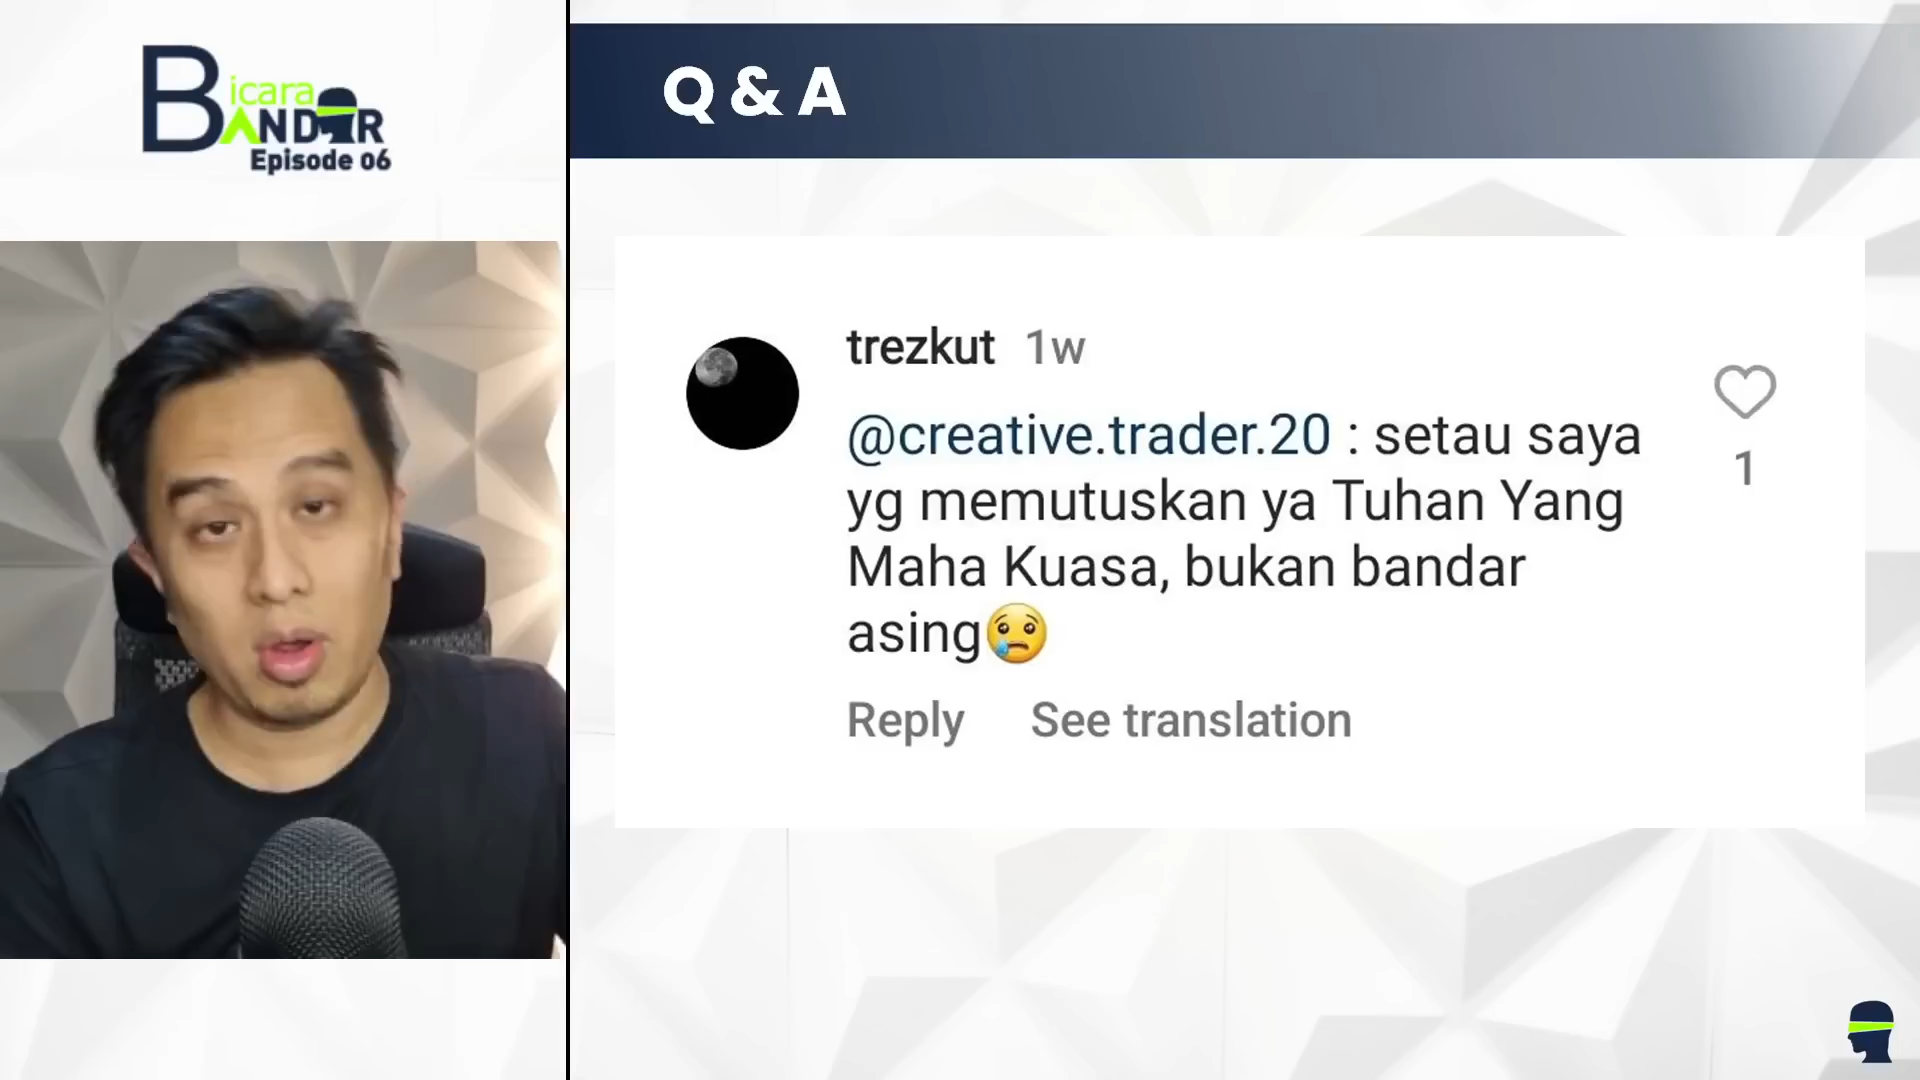 Bicara
BANDAR
Episode 06
Q & A
trezkut 1w
@creative.trader.20 : setau saya
yg memutuskan ya Tuhan Yang
Maha Kuasa, bukan bandar
asing😢
1
Reply See translation